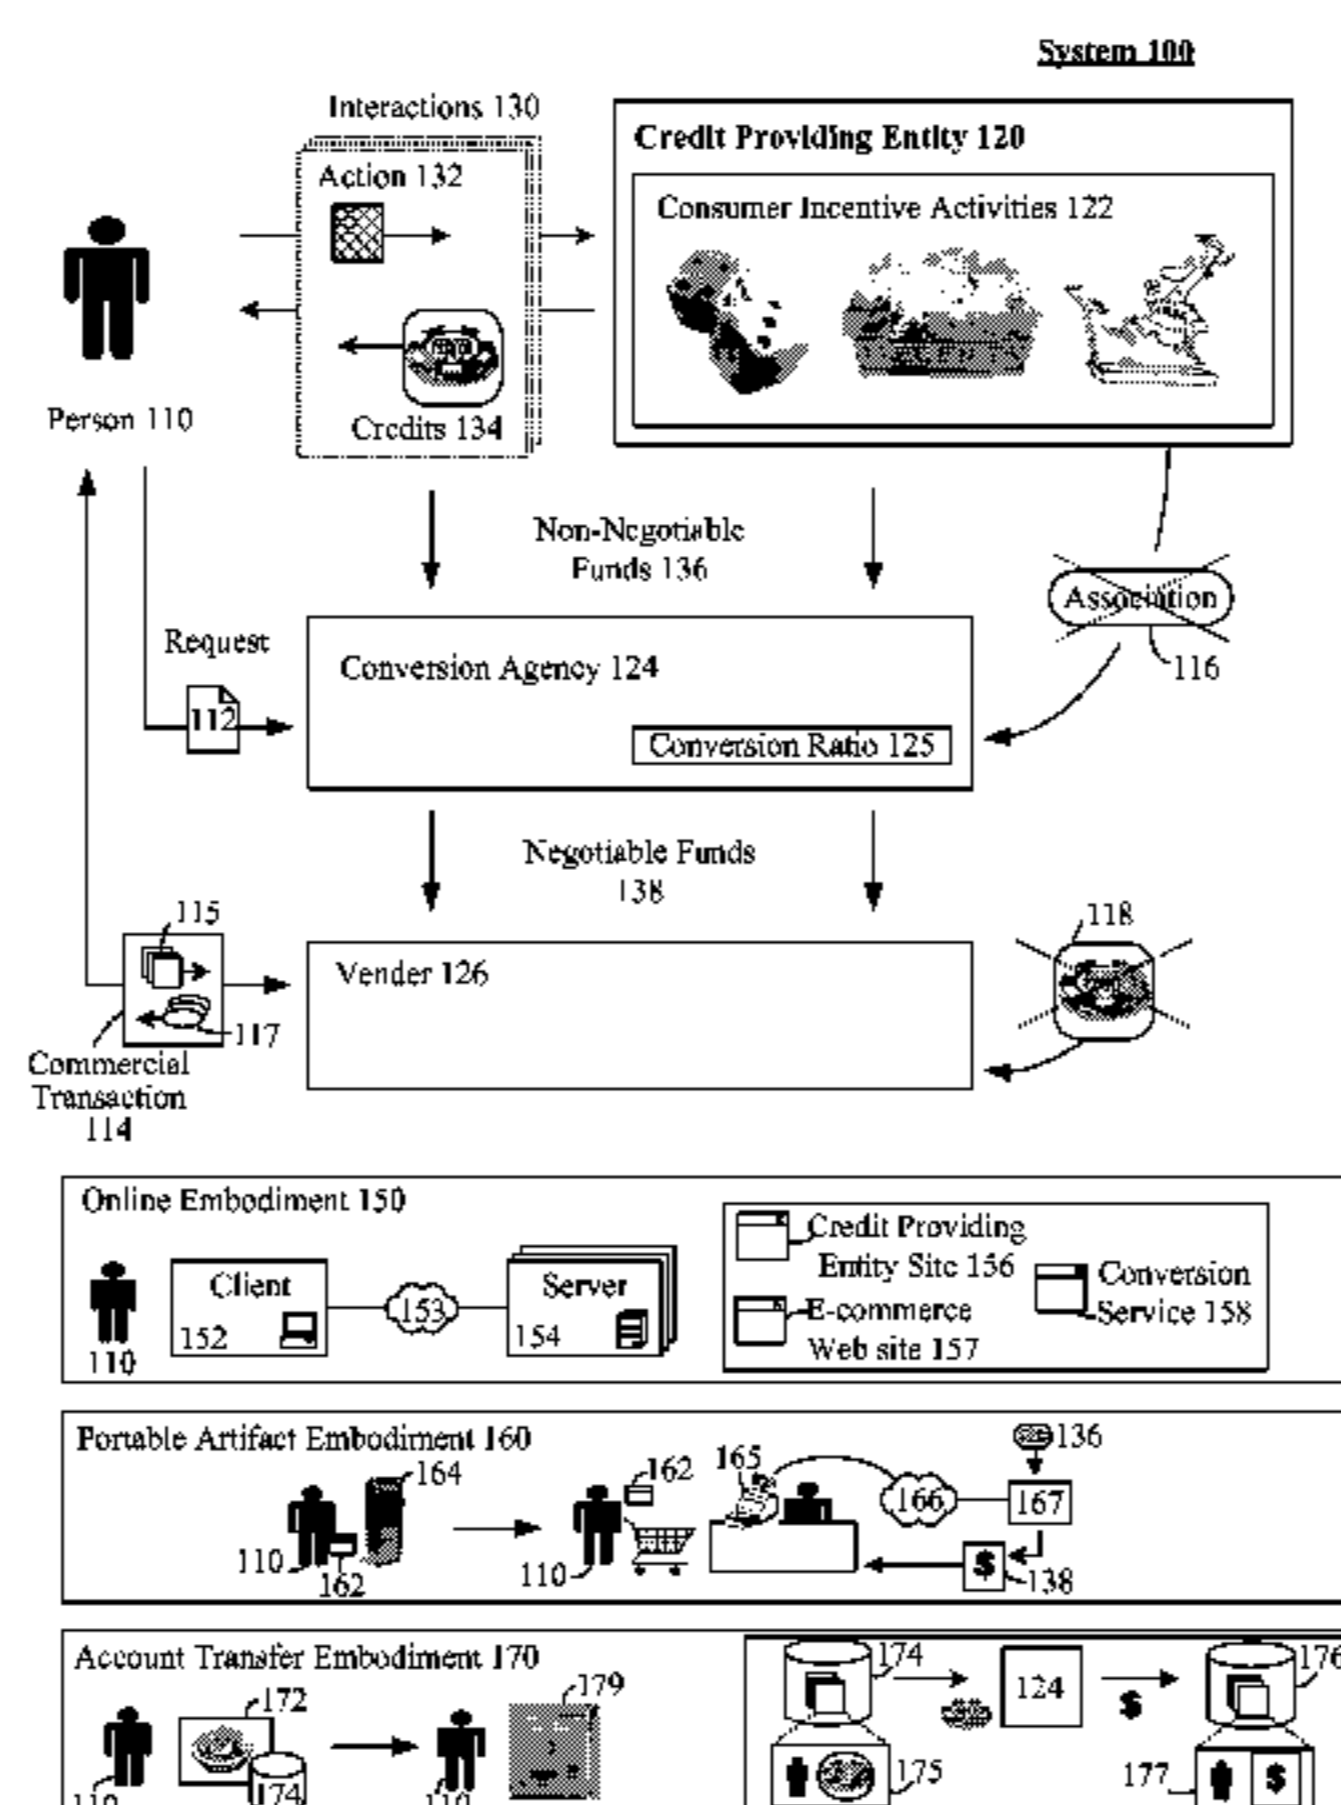 System 100
Interactions 130
Credit Providing Entity 120
Action 132
Consumer Incentive Activities 122
Credits 134
Person 110
Non-Negotiable
Funds 136
Association
116
Request
112
Conversion Agency 124
Conversion Ratio 125
Negotiable Funds
138
115
118
Vender 126
117
Commercial
Transaction
114
Online Embodiment 150
Credit Providing
Entity Site 156
Client
153
Server
Conversion
Service 158
E-commerce
Web site 157
152
154
110
Portable Artifact Embodiment 160
136
164
162
165
166
167
110
162
110
$
138
Account Transfer Embodiment 170
174
176
179
172
124
$
175
177
$
174
110
110